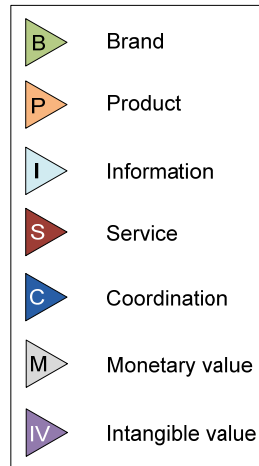 B Brand
P Product
I Information
S Service
C Coordination
M Monetary value
IV Intangible value